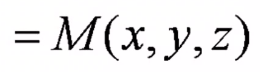 = M(x, y, z)